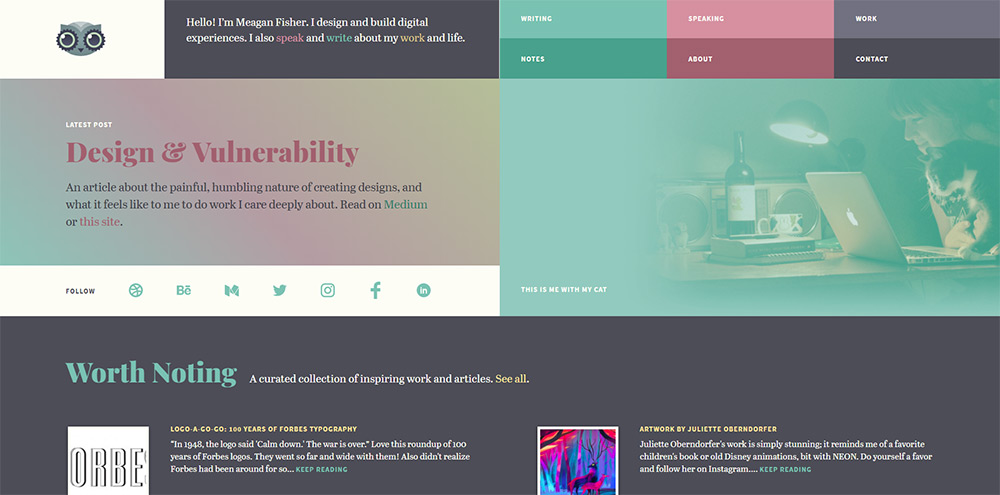 Hello! I'm Meagan Fisher. I design and build digital
experiences. I also speak and write about my work and life.
WRITING
SPEAKING
WORK
NOTES
ABOUT
CONTACT
LATEST POST
Design & Vulnerability
An article about the painful, humbling nature of creating designs, and
what it feels like to me to do work I care deeply about. Read on Medium
or this site.
FOLLOW
Bē
in
THIS IS ME WITH MY CAT
Worth Noting
A curated collection of inspiring work and articles. See all.
ORBE
LOGO-A-GO-GO: 100 YEARS OF FORBES TYPOGRAPHY
"In 1948, the logo said 'Calm down.' The war is over." Love this roundup of 100
years of Forbes logos. They went so far and wide with them! Also didn't realize
Forbes had been around for so... KEEP READING
ARTWORK BY JULIETTE OBERNDORFER
Juliette Oberndorfer's work is simply stunning; it reminds me of a favorite
children's book or old Disney animations, bit with NEON. Do yourself a favor
and follow her on Instagram.... KEEP READING